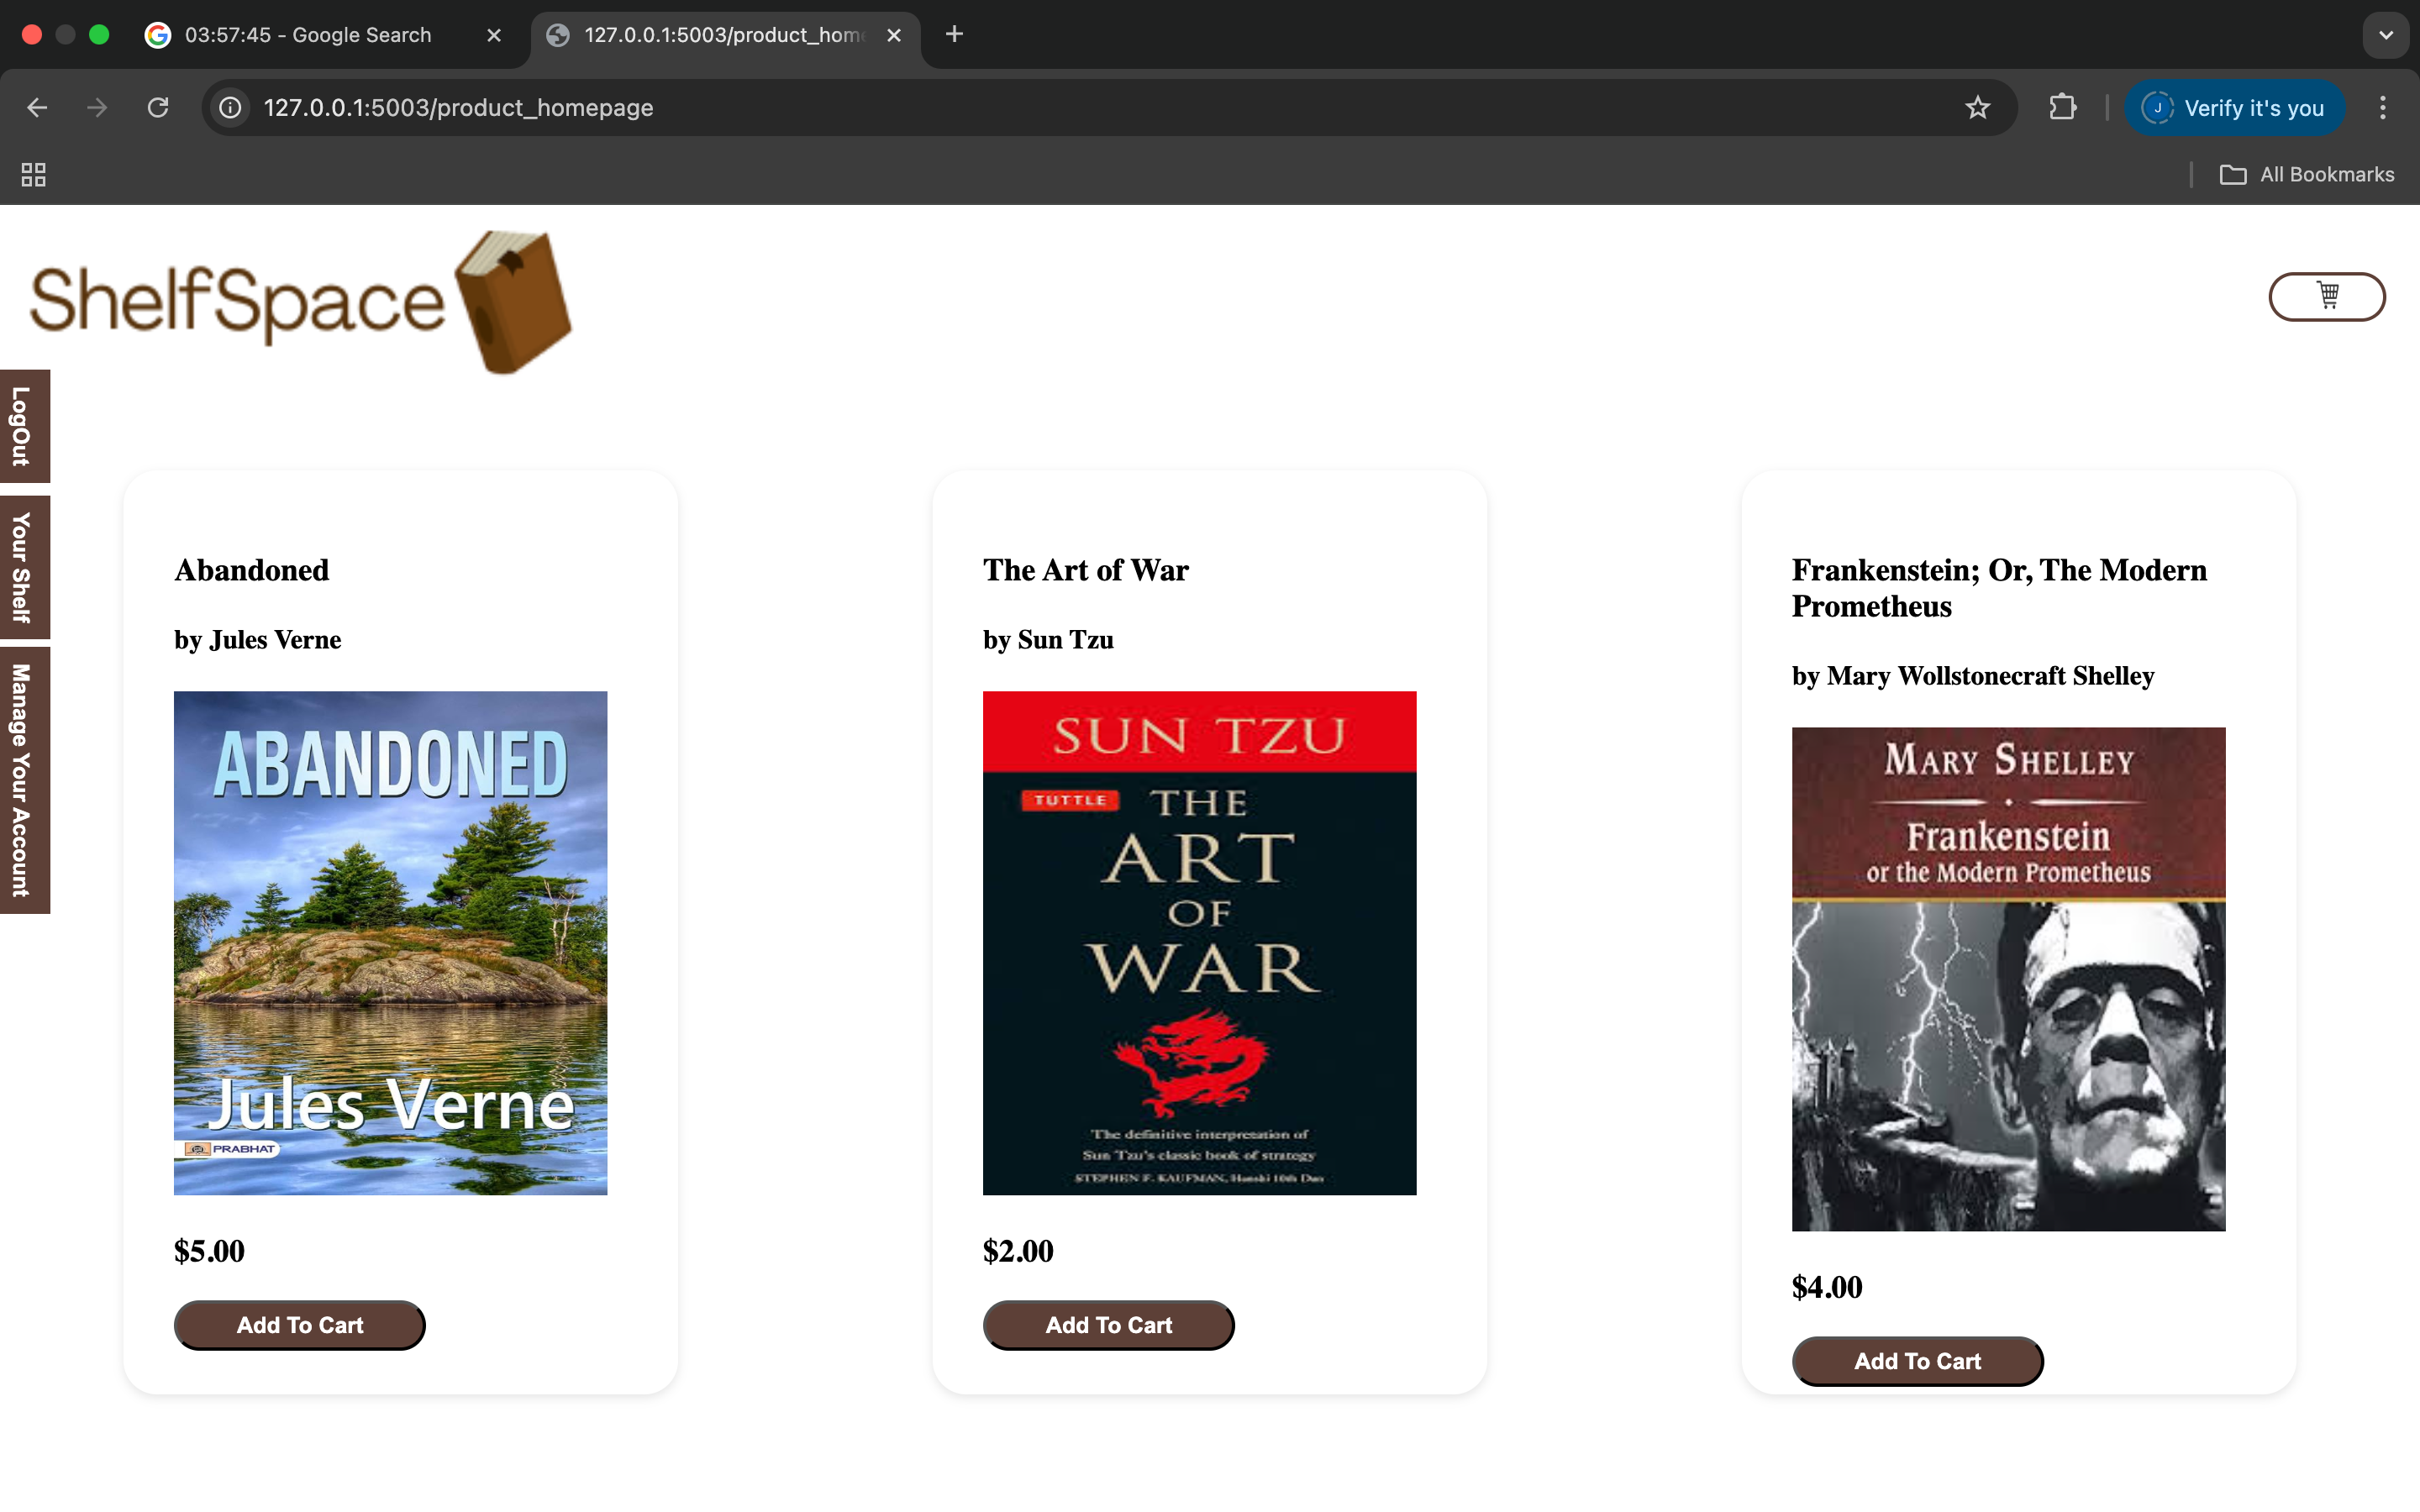 03:57:45 - Google Search
127.0.0.1:5003/product_hom
127.0.0.1:5003/product_homepage
J
Verify it's you
All Bookmarks
ShelfSpace
LogOut
Your Shelf
Manage Your Account
Abandoned
by Jules Verne
ABANDONED
Jules Verne
PRABHAT
$5.00
Add To Cart
The Art of War
by Sun Tzu
SUN TZU
TUTTLE
THE
ART
OF
WAR
The definitive interpretation of
Sun Tzu's classic book of strategy
STEPHEN F. KAUFMAN, Hanshi 10th Dan
$2.00
Add To Cart
Frankenstein; Or, The Modern
Prometheus
by Mary Wollstonecraft Shelley
MARY SHELLEY
Frankenstein
or the Modern Prometheus
$4.00
Add To Cart